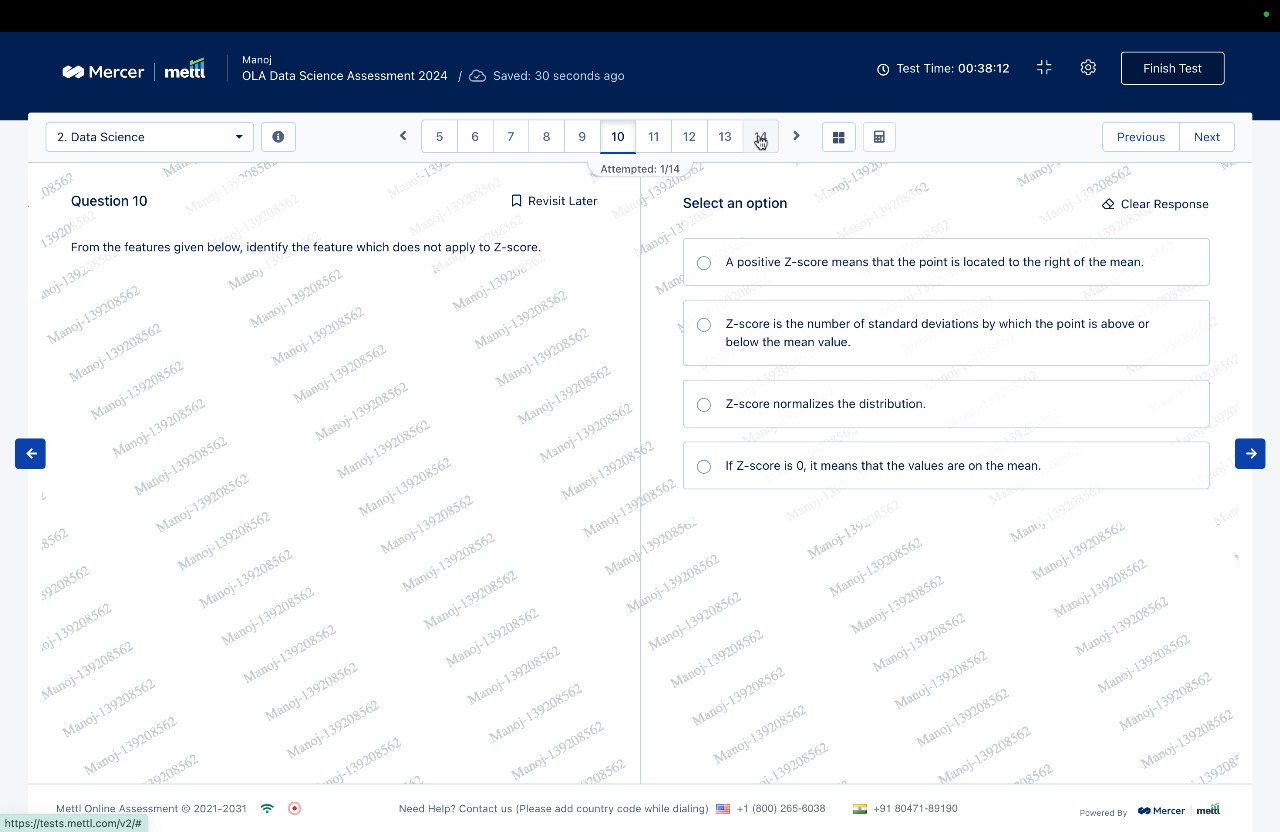 Mercer | mettl
Manoj
OLA Data Science Assessment 2024 / Saved: 30 seconds ago
Test Time: 00:38:12
Finish Test
2. Data Science
5 6 7 8 9 10 11 12 13 14
Previous
Next
Attempted: 1/14
Question 10
Revisit Later
From the features given below, identify the feature which does not apply to Z-score.
Select an option
Clear Response
A positive Z-score means that the point is located to the right of the mean.
Z-score is the number of standard deviations by which the point is above or
below the mean value.
Z-score normalizes the distribution.
If Z-score is 0, it means that the values are on the mean.
Manoj-139208562
Mettl Online Assessment © 2021-2031
Need Help? Contact us (Please add country code while dialing)
+1 (800) 265-6038
+91 80471-89190
Powered By
Mercer | mettl
https://tests.mettl.com/v2/#